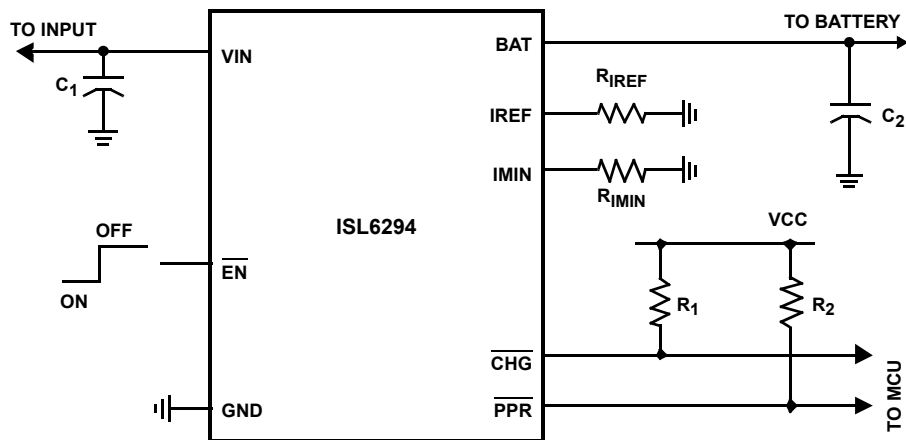 TO INPUT
TO BATTERY
VIN
BAT
C1
RIREF
IREF
C2
IMIN
RIMIN
ISL6294
VCC
OFF
EN
ON
R1
R2
CHG
TO MCU
GND
PPR